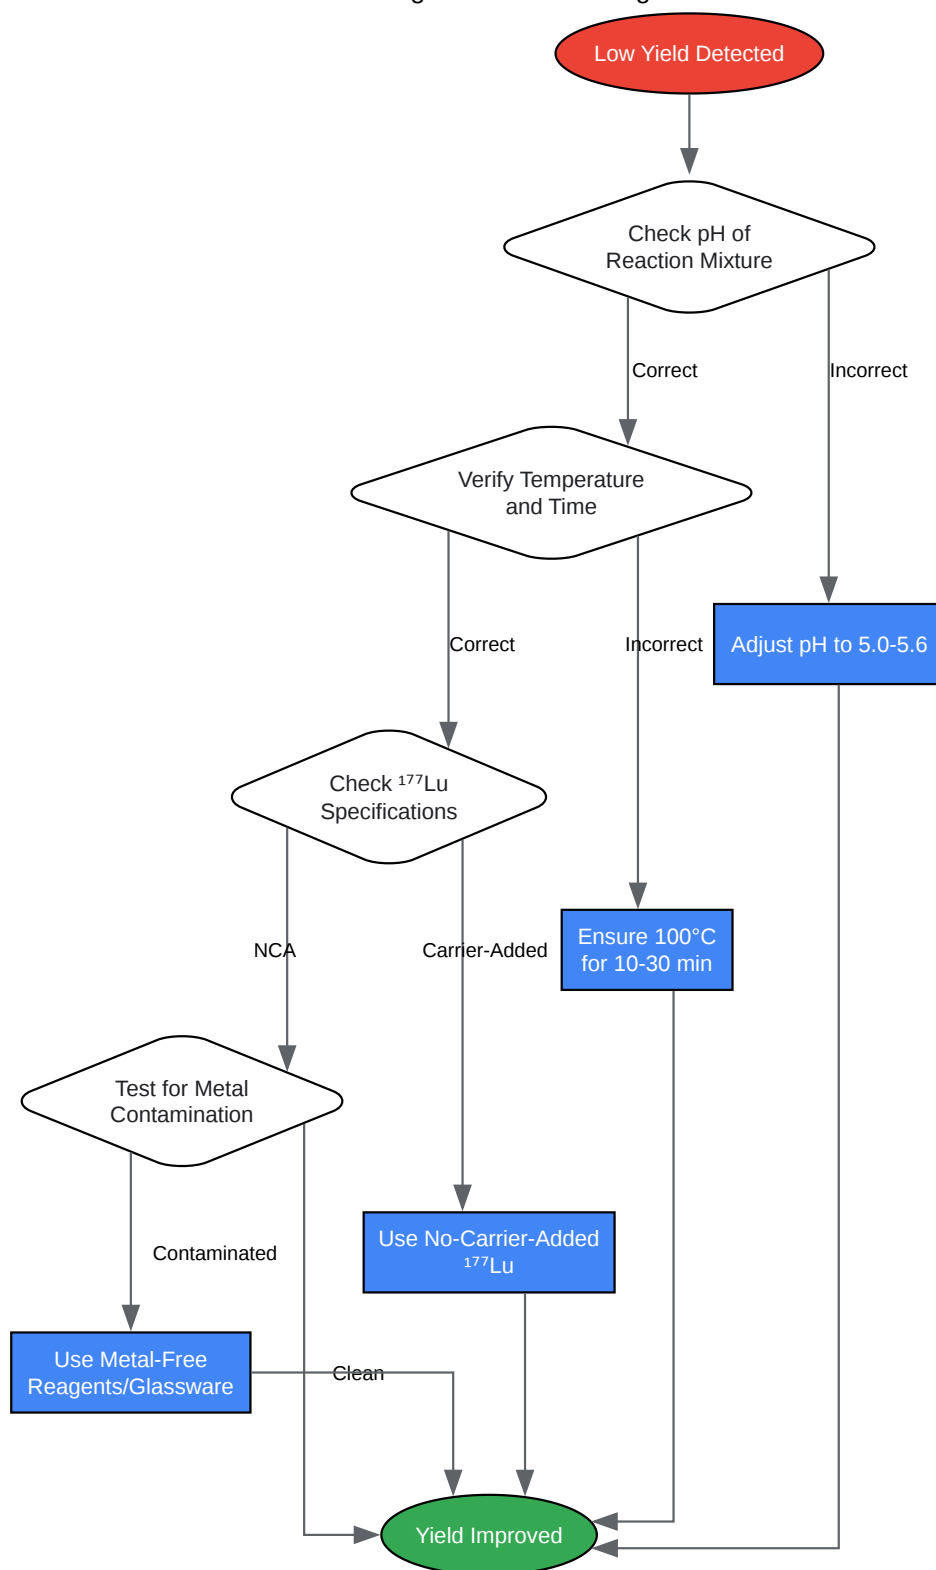 Low Yield Detected
Check pH of
Reaction Mixture
Correct
Incorrect
Verify Temperature
and Time
Correct
Incorrect
Adjust pH to 5.0-5.6
Check ¹⁷⁷Lu
Specifications
NCA
Carrier-Added
Ensure 100°C
for 10-30 min
Test for Metal
Contamination
Contaminated
Use No-Carrier-Added
¹⁷⁷Lu
Use Metal-Free
Reagents/Glassware
Clean
Yield Improved